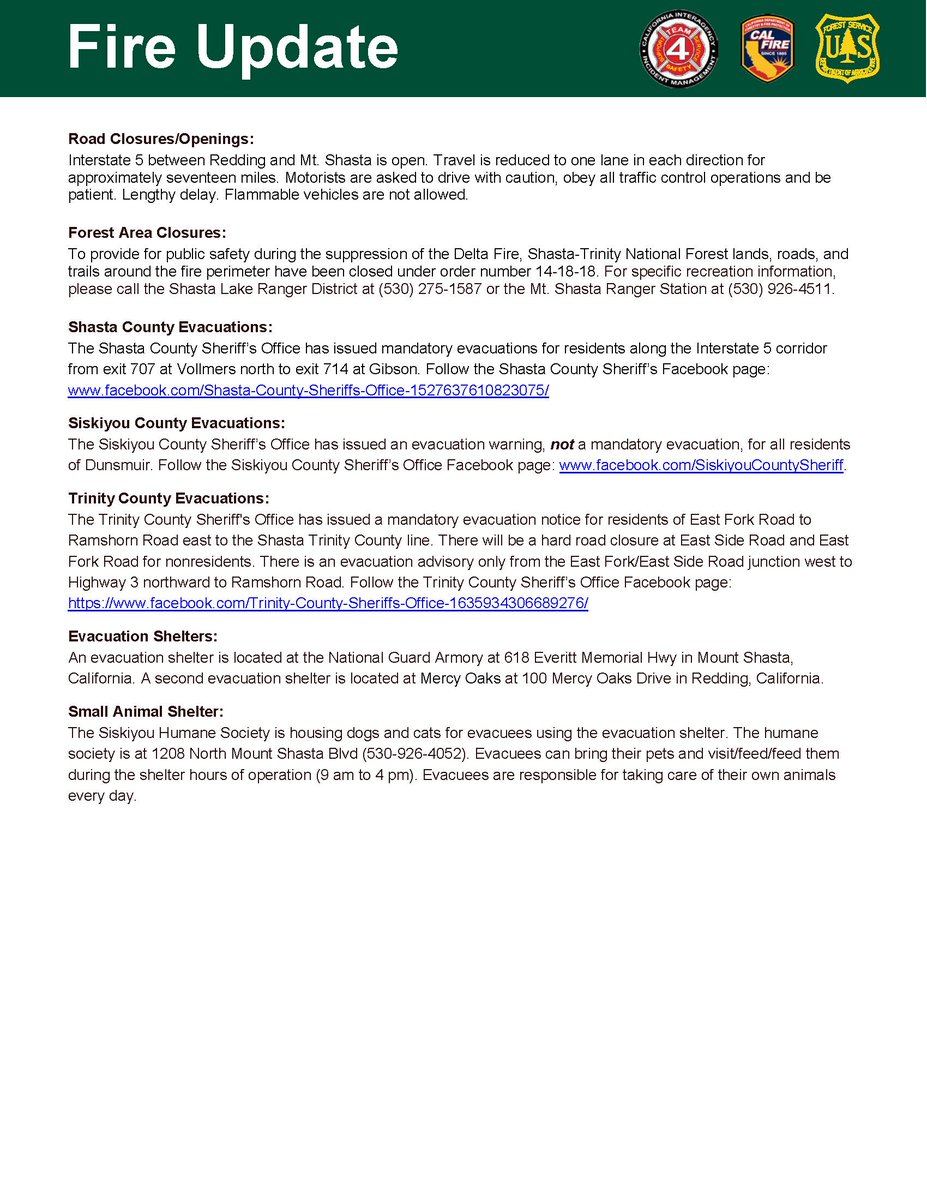 Fire Update
CALIFORNIA INTERAGENCY
TEAM
4
SAFETY
INCIDENT MANAGEMENT
CAL
FIRE
SINCE 1885
FOREST SERVICE
U S
DEPARTMENT OF AGRICULTURE
Road Closures/Openings:
Interstate 5 between Redding and Mt. Shasta is open. Travel is reduced to one lane in each direction for
approximately seventeen miles. Motorists are asked to drive with caution, obey all traffic control operations and be
patient. Lengthy delay. Flammable vehicles are not allowed.
Forest Area Closures:
To provide for public safety during the suppression of the Delta Fire, Shasta-Trinity National Forest lands, roads, and
trails around the fire perimeter have been closed under order number 14-18-18. For specific recreation information,
please call the Shasta Lake Ranger District at (530) 275-1587 or the Mt. Shasta Ranger Station at (530) 926-4511.
Shasta County Evacuations:
The Shasta County Sheriff's Office has issued mandatory evacuations for residents along the Interstate 5 corridor
from exit 707 at Vollmers north to exit 714 at Gibson. Follow the Shasta County Sheriff's Facebook page:
www.facebook.com/Shasta-County-Sheriffs-Office-1527637610823075/
Siskiyou County Evacuations:
The Siskiyou County Sheriff's Office has issued an evacuation warning, not a mandatory evacuation, for all residents
of Dunsmuir. Follow the Siskiyou County Sheriff's Office Facebook page: www.facebook.com/SiskiyouCountySheriff.
Trinity County Evacuations:
The Trinity County Sheriff's Office has issued a mandatory evacuation notice for residents of East Fork Road to
Ramshorn Road east to the Shasta Trinity County line. There will be a hard road closure at East Side Road and East
Fork Road for nonresidents. There is an evacuation advisory only from the East Fork/East Side Road junction west to
Highway 3 northward to Ramshorn Road. Follow the Trinity County Sheriff's Office Facebook page:
https://www.facebook.com/Trinity-County-Sheriffs-Office-1635934306689276/
Evacuation Shelters:
An evacuation shelter is located at the National Guard Armory at 618 Everitt Memorial Hwy in Mount Shasta,
California. A second evacuation shelter is located at Mercy Oaks at 100 Mercy Oaks Drive in Redding, California.
Small Animal Shelter:
The Siskiyou Humane Society is housing dogs and cats for evacuees using the evacuation shelter. The humane
society is at 1208 North Mount Shasta Blvd (530-926-4052). Evacuees can bring their pets and visit/feed/feed them
during the shelter hours of operation (9 am to 4 pm). Evacuees are responsible for taking care of their own animals
every day.